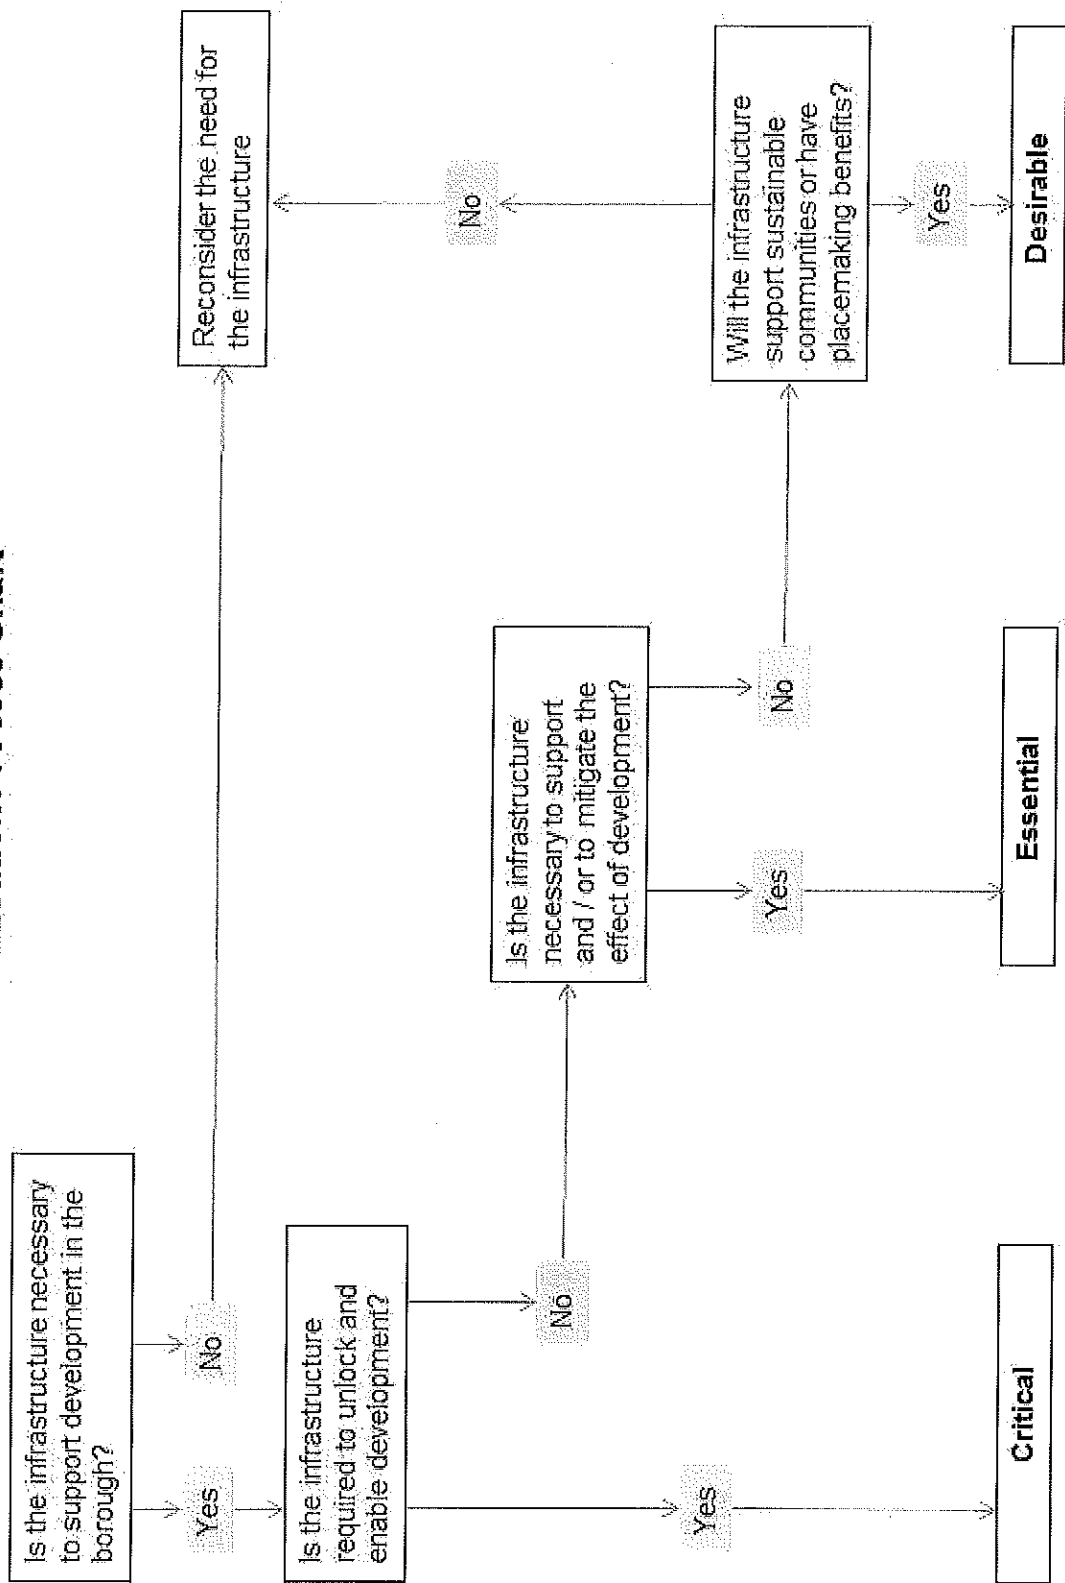 Is the infrastructure necessary
to support development in the
borough?
Yes
No
Reconsider the need for
the infrastructure
Is the infrastructure
required to unlock and
enable development?
Yes
No
Is the infrastructure
necessary to support
and / or to mitigate the
effect of development?
Yes
No
Will the infrastructure
support sustainable
communities or have
placemaking benefits?
No
Yes
Critical
Essential
Desirable